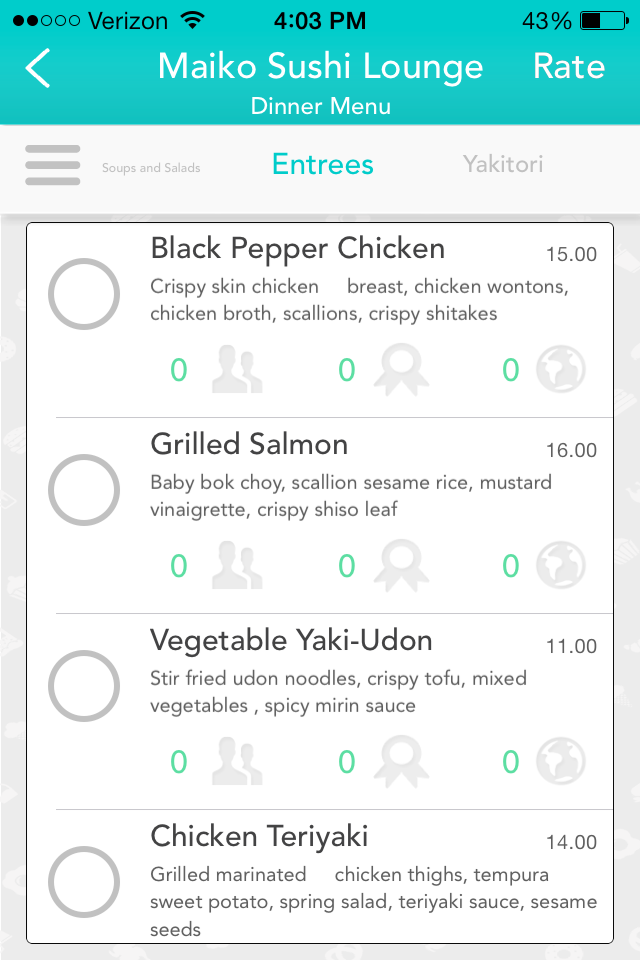 Verizon 4:03 PM 43%
Maiko Sushi Lounge Rate
Dinner Menu
Soups and Salads Entrees Yakitori
Black Pepper Chicken 15.00
Crispy skin chicken breast, chicken wontons,
chicken broth, scallions, crispy shitakes
0 0 0
Grilled Salmon 16.00
Baby bok choy, scallion sesame rice, mustard
vinaigrette, crispy shiso leaf
0 0 0
Vegetable Yaki-Udon 11.00
Stir fried udon noodles, crispy tofu, mixed
vegetables , spicy mirin sauce
0 0 0
Chicken Teriyaki 14.00
Grilled marinated chicken thighs, tempura
sweet potato, spring salad, teriyaki sauce, sesame
seeds